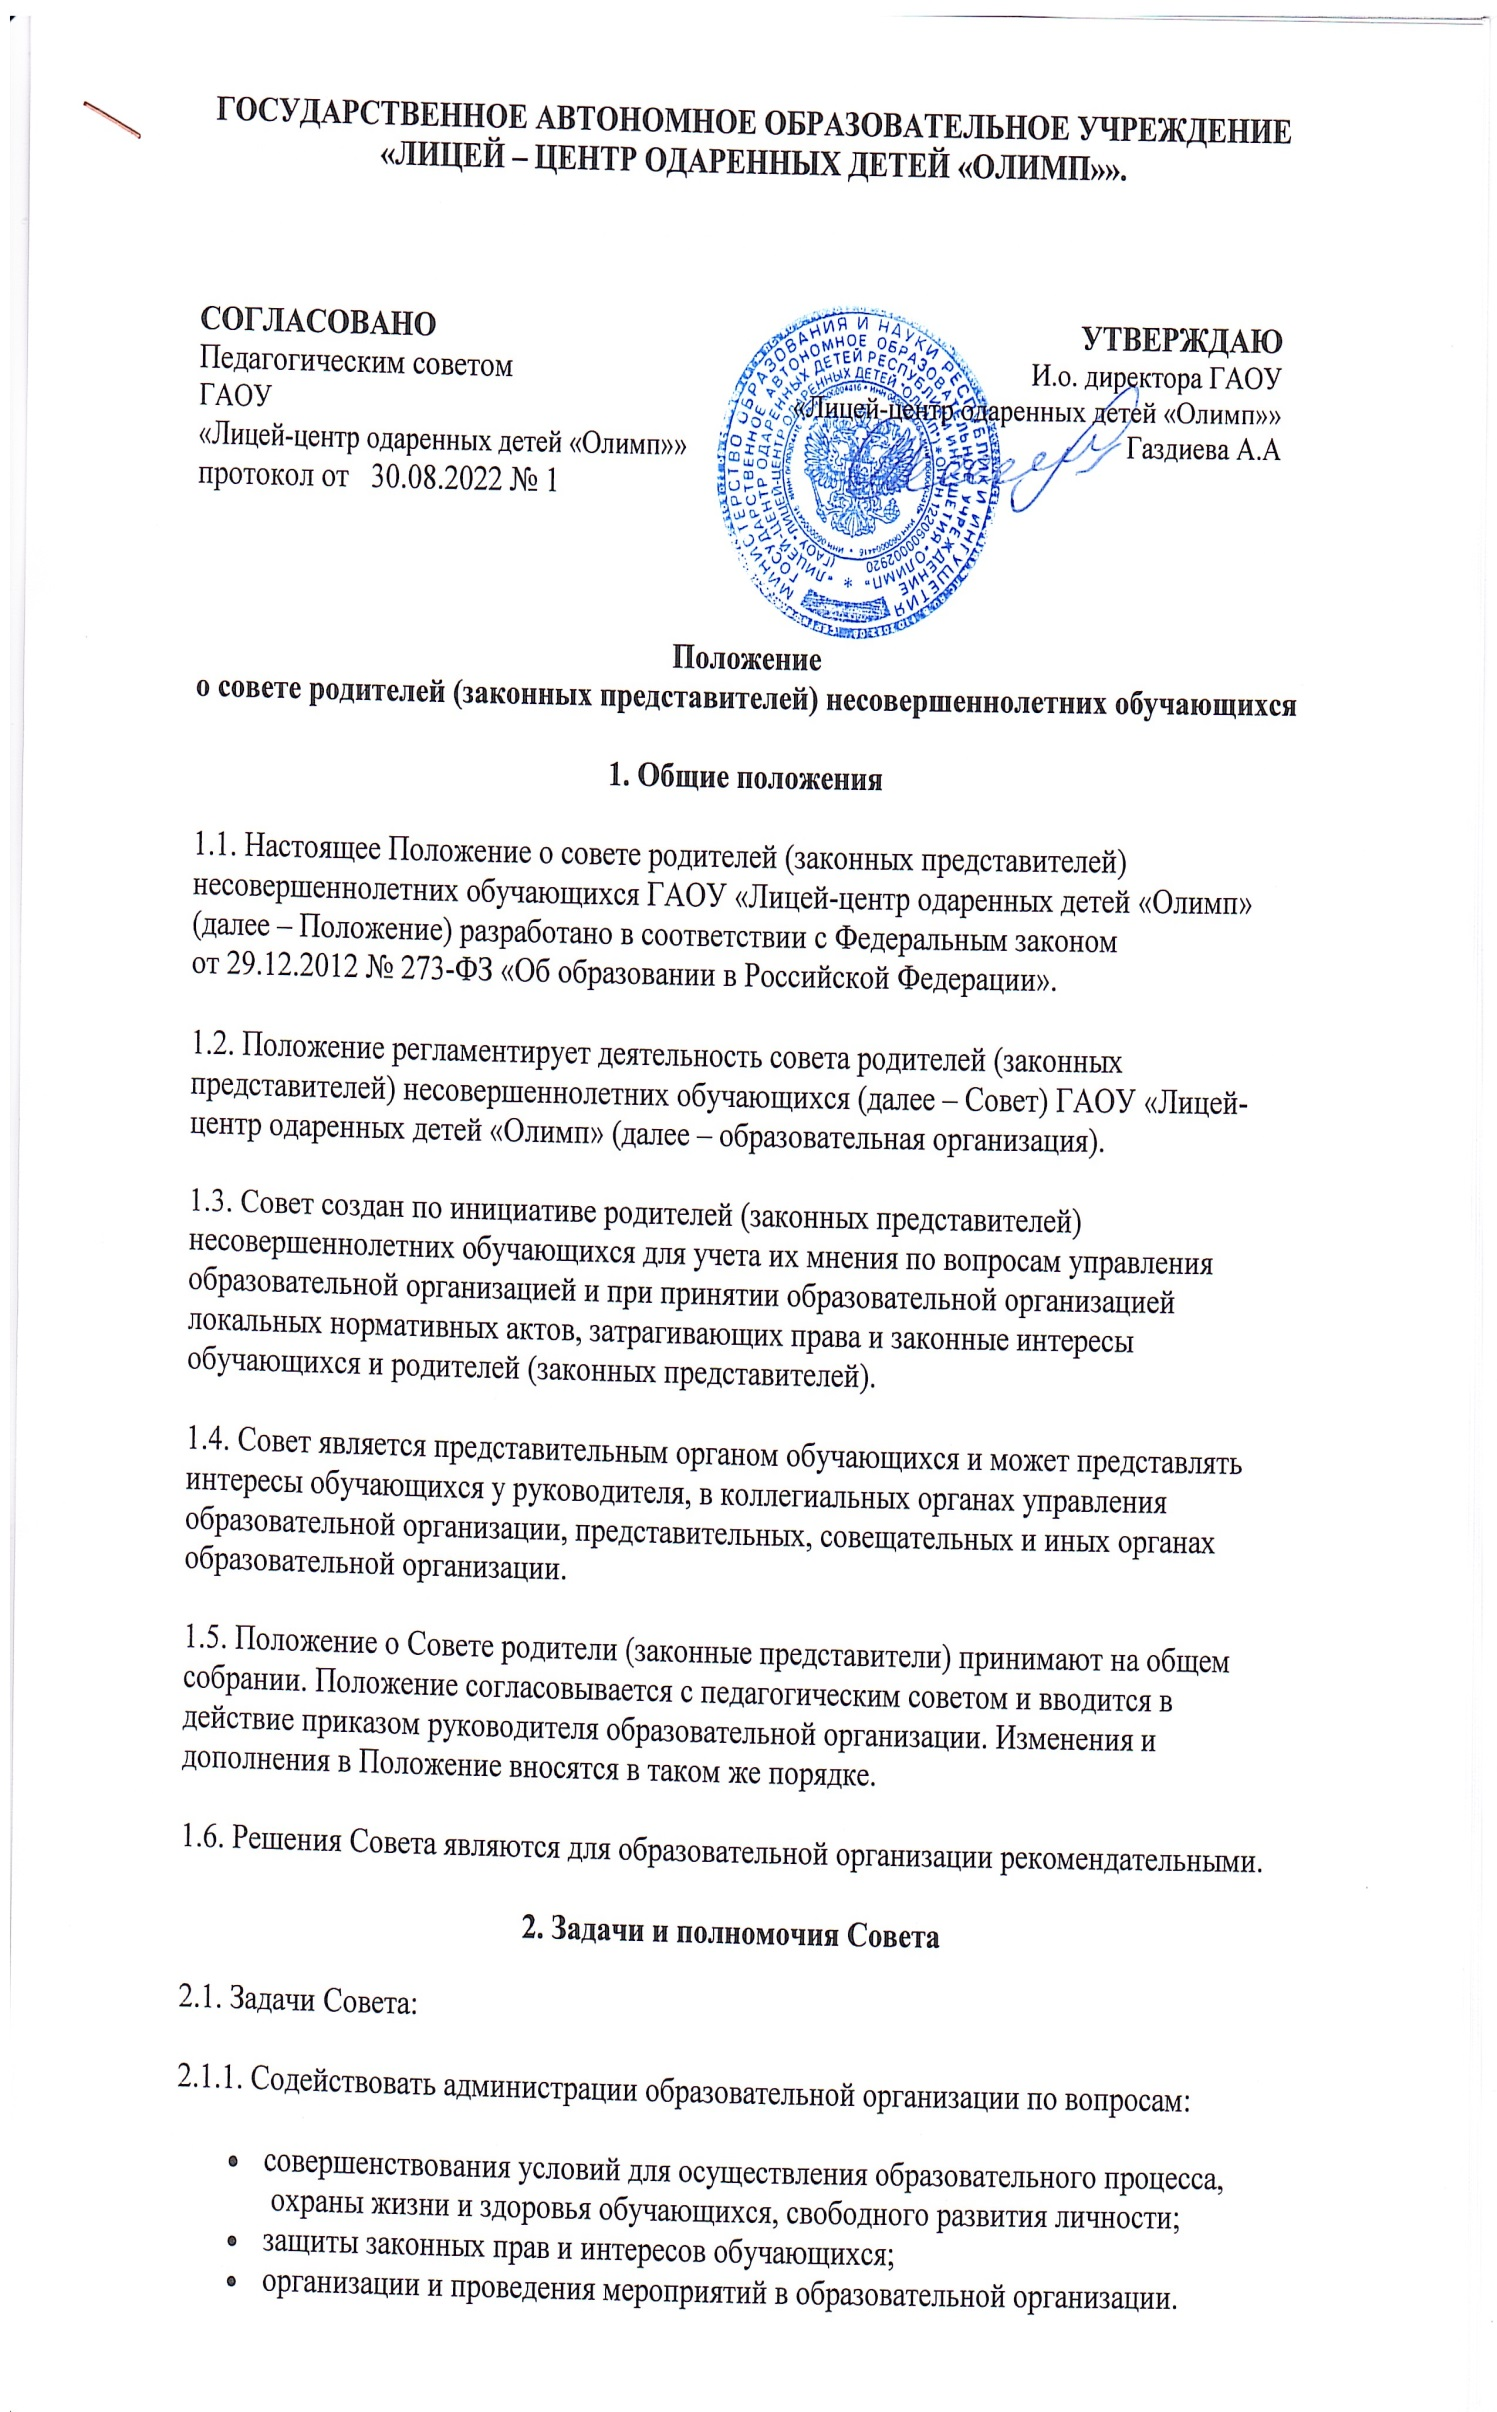 ГОСУДАРСТВЕННОЕ АВТОНОМНОЕ ОБРАЗОВАТЕЛЬНОЕ УЧРЕЖДЕНИЕ
«ЛИЦЕЙ – ЦЕНТР ОДАРЕННЫХ ДЕТЕЙ «ОЛИМП»».
СОГЛАСОВАНО
Педагогическим советом
ГАОУ
«Лицей-центр одаренных детей «Олимп»»
протокол от 30.08.2022 № 1
УТВЕРЖДАЮ
И.о. директора ГАОУ
«Лицей-центр одаренных детей «Олимп»»
Газдиева А.А
МИНИСТЕРСТВО ОБРАЗОВАНИЯ И НАУКИ РЕСПУБЛИКИ ИНГУШЕТИЯ
ГОСУДАРСТВЕННОЕ АВТОНОМНОЕ ОБРАЗОВАТЕЛЬНОЕ УЧРЕЖДЕНИЕ
Положение
о совете родителей (законных представителей) несовершеннолетних обучающихся
1. Общие положения
1.1. Настоящее Положение о совете родителей (законных представителей)
несовершеннолетних обучающихся ГАОУ «Лицей-центр одаренных детей «Олимп»
(далее – Положение) разработано в соответствии с Федеральным законом
от 29.12.2012 № 273-ФЗ «Об образовании в Российской Федерации».
1.2. Положение регламентирует деятельность совета родителей (законных
представителей) несовершеннолетних обучающихся (далее – Совет) ГАОУ «Лицей-
центр одаренных детей «Олимп» (далее – образовательная организация).
1.3. Совет создан по инициативе родителей (законных представителей)
несовершеннолетних обучающихся для учета их мнения по вопросам управления
образовательной организацией и при принятии образовательной организацией
локальных нормативных актов, затрагивающих права и законные интересы
обучающихся и родителей (законных представителей).
1.4. Совет является представительным органом обучающихся и может представлять
интересы обучающихся у руководителя, в коллегиальных органах управления
образовательной организации, представительных, совещательных и иных органах
образовательной организации.
1.5. Положение о Совете родители (законные представители) принимают на общем
собрании. Положение согласовывается с педагогическим советом и вводится в
действие приказом руководителя образовательной организации. Изменения и
дополнения в Положение вносятся в таком же порядке.
1.6. Решения Совета являются для образовательной организации рекомендательными.
2. Задачи и полномочия Совета
2.1. Задачи Совета:
2.1.1. Содействовать администрации образовательной организации по вопросам:
• совершенствования условий для осуществления образовательного процесса,
охраны жизни и здоровья обучающихся, свободного развития личности;
• защиты законных прав и интересов обучающихся;
• организации и проведения мероприятий в образовательной организации.